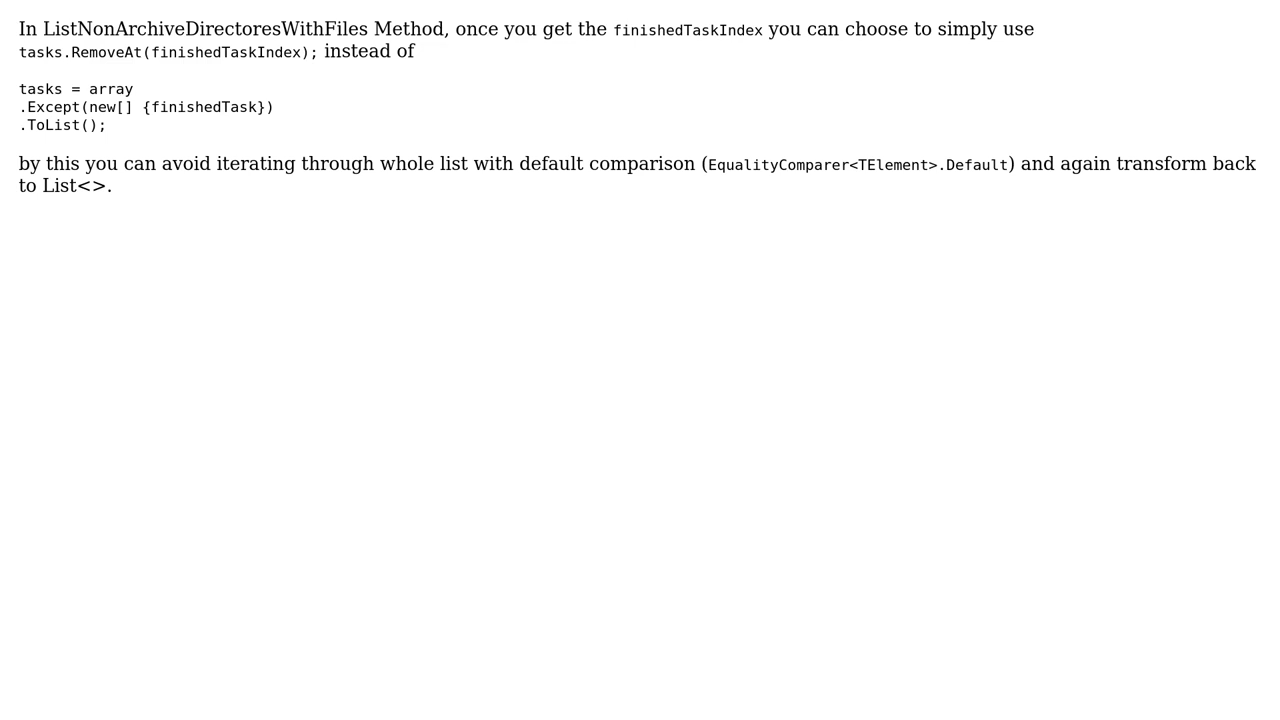 In ListNonArchiveDirectoresWithFiles Method, once you get the finishedTaskIndex you can choose to simply use
tasks.RemoveAt(finishedTaskIndex); instead of
tasks = array
.Except(new[] {finishedTask})
.ToList();
by this you can avoid iterating through whole list with default comparison (EqualityComparer<TElement>.Default) and again transform back
to List<>.